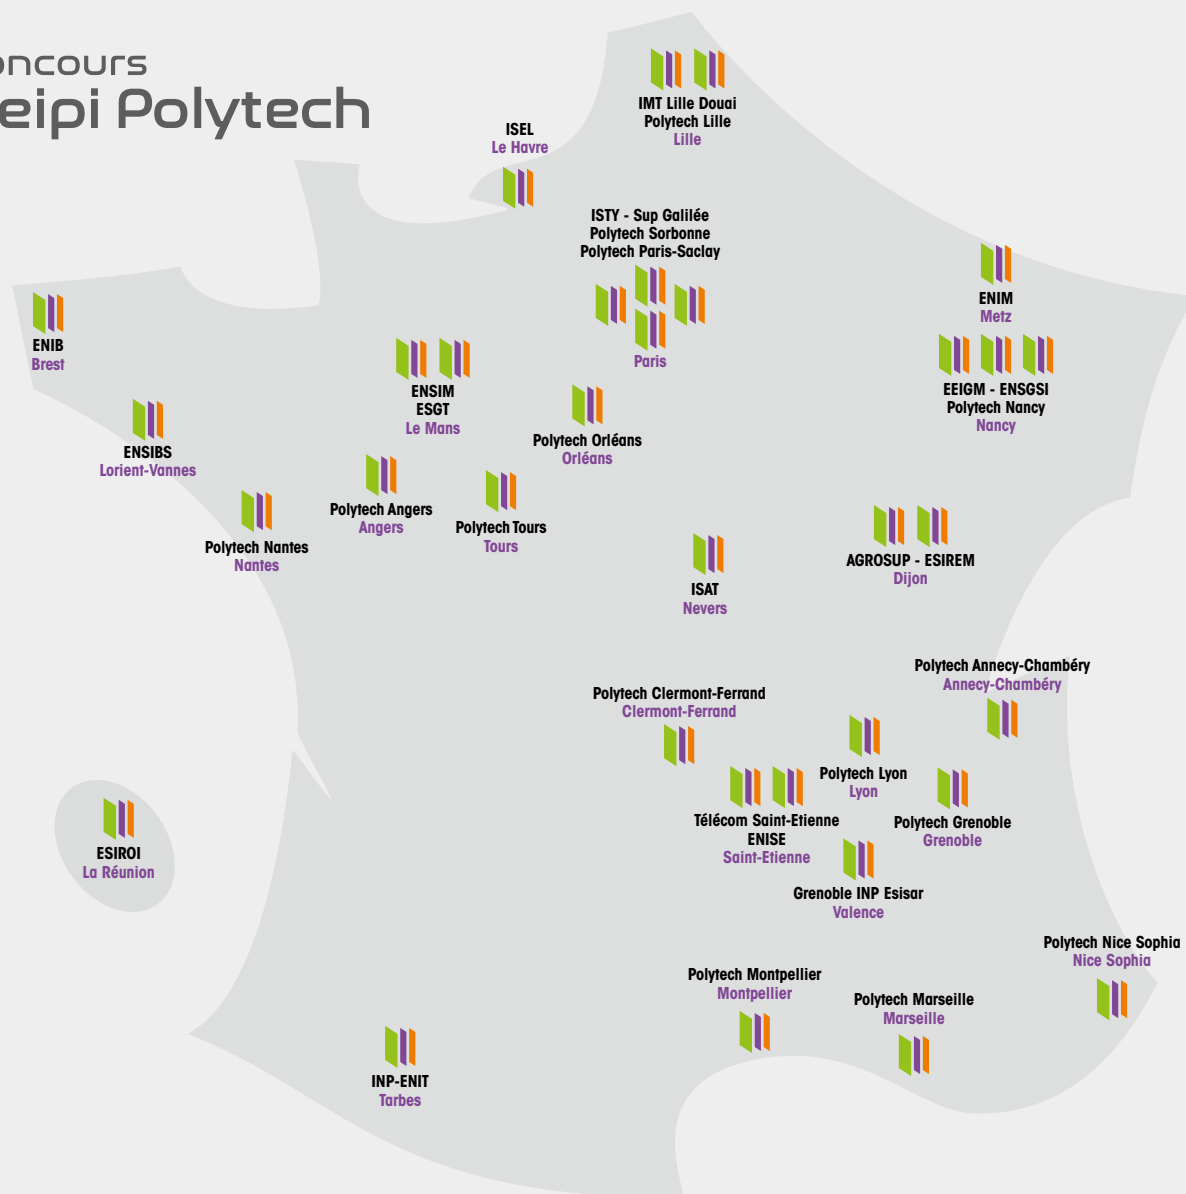 oncours
eipi Polytech
IMT Lille Douai
Polytech Lille
Lille
ISEL
Le Havre
ISTY - Sup Galilée
Polytech Sorbonne
Polytech Paris-Saclay
Paris
ENIM
Metz
ENIB
Brest
ENSIM
ESGT
Le Mans
EEIGM - ENSGSI
Polytech Nancy
Nancy
Polytech Orléans
Orléans
ENSIBS
Lorient-Vannes
Polytech Angers
Angers
Polytech Tours
Tours
Polytech Nantes
Nantes
AGROSUP - ESIREM
Dijon
ISAT
Nevers
Polytech Annecy-Chambéry
Annecy-Chambéry
Polytech Clermont-Ferrand
Clermont-Ferrand
Polytech Lyon
Lyon
Télécom Saint-Etienne
ENISE
Saint-Etienne
Polytech Grenoble
Grenoble
ESIROI
La Réunion
Grenoble INP Esisar
Valence
Polytech Nice Sophia
Nice Sophia
Polytech Montpellier
Montpellier
Polytech Marseille
Marseille
INP-ENIT
Tarbes